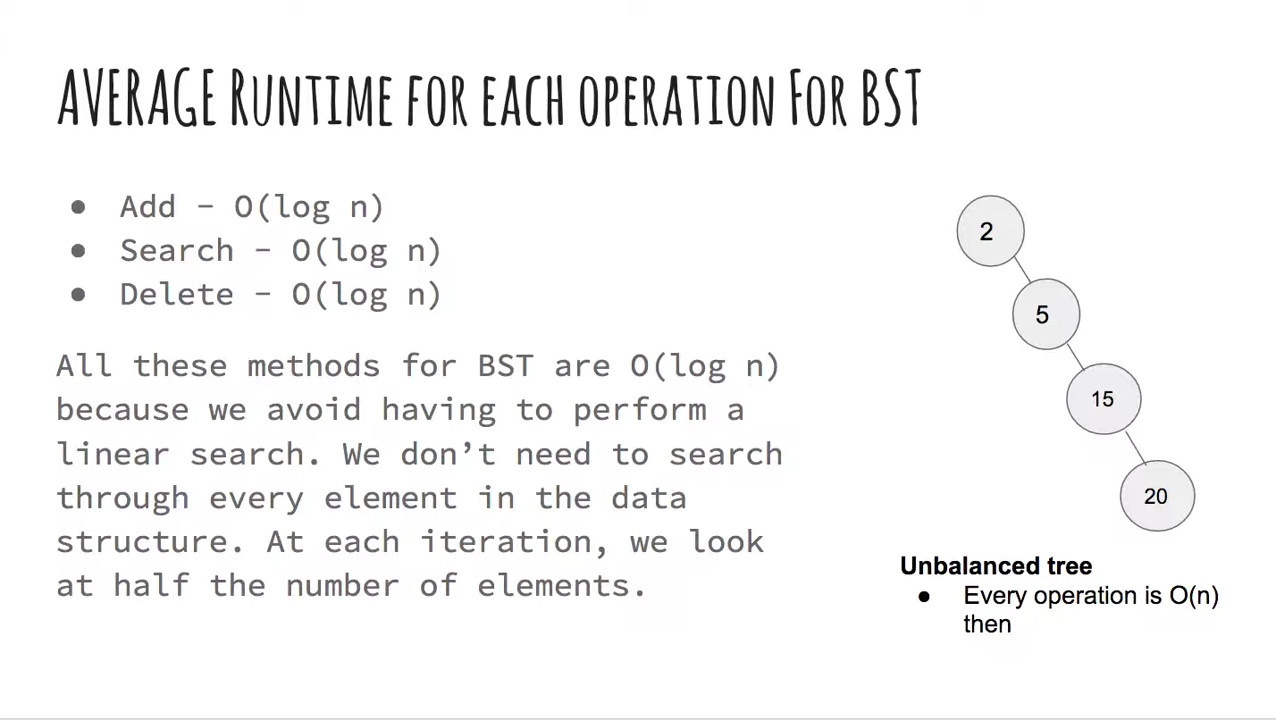 AVERAGE RUNTIME FOR EACH OPERATION FOR BST
● Add – O(log n)
● Search – O(log n)
● Delete – O(log n)
All these methods for BST are O(log n)
because we avoid having to perform a
linear search. We don’t need to search
through every element in the data
structure. At each iteration, we look
at half the number of elements.
2
5
15
20
Unbalanced tree
● Every operation is O(n)
then